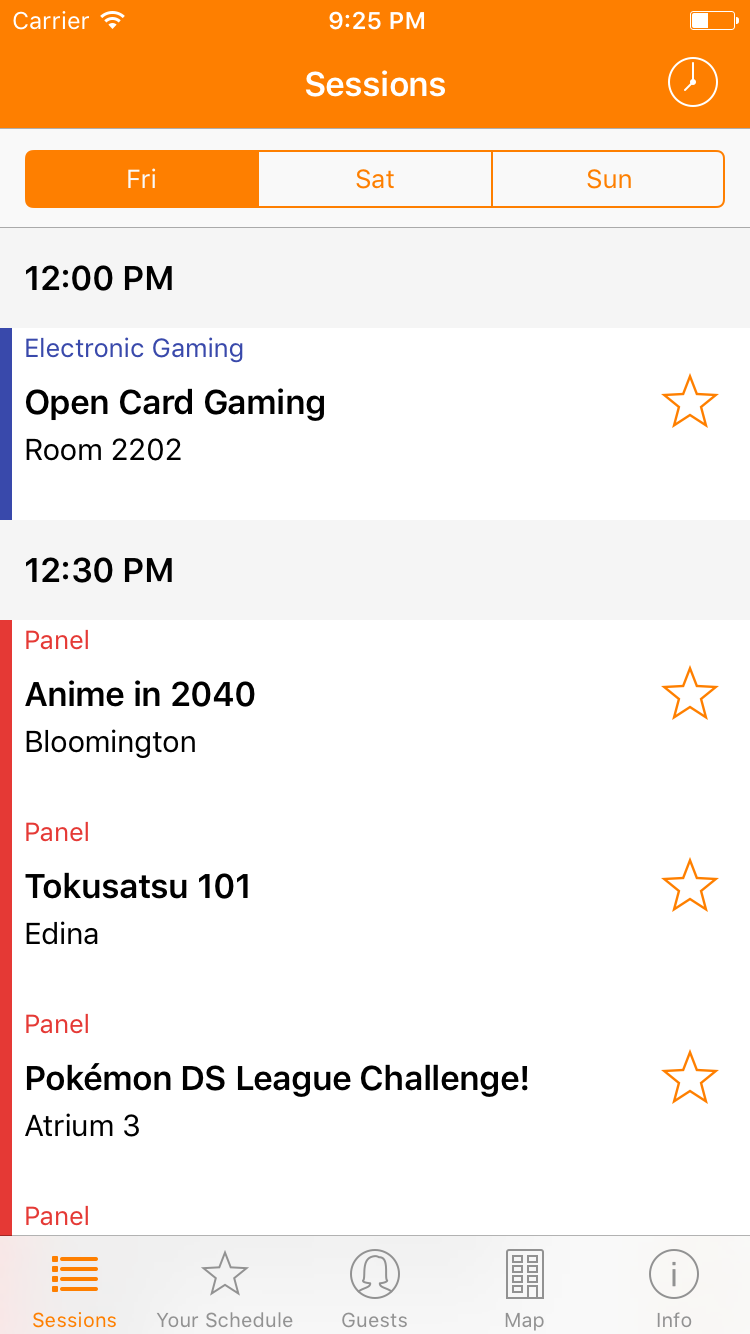 Carrier 9:25 PM
Sessions
Fri Sat Sun
12:00 PM
Electronic Gaming
Open Card Gaming
Room 2202
12:30 PM
Panel
Anime in 2040
Bloomington
Panel
Tokusatsu 101
Edina
Panel
Pokémon DS League Challenge!
Atrium 3
Panel
Sessions Your Schedule Guests Map Info